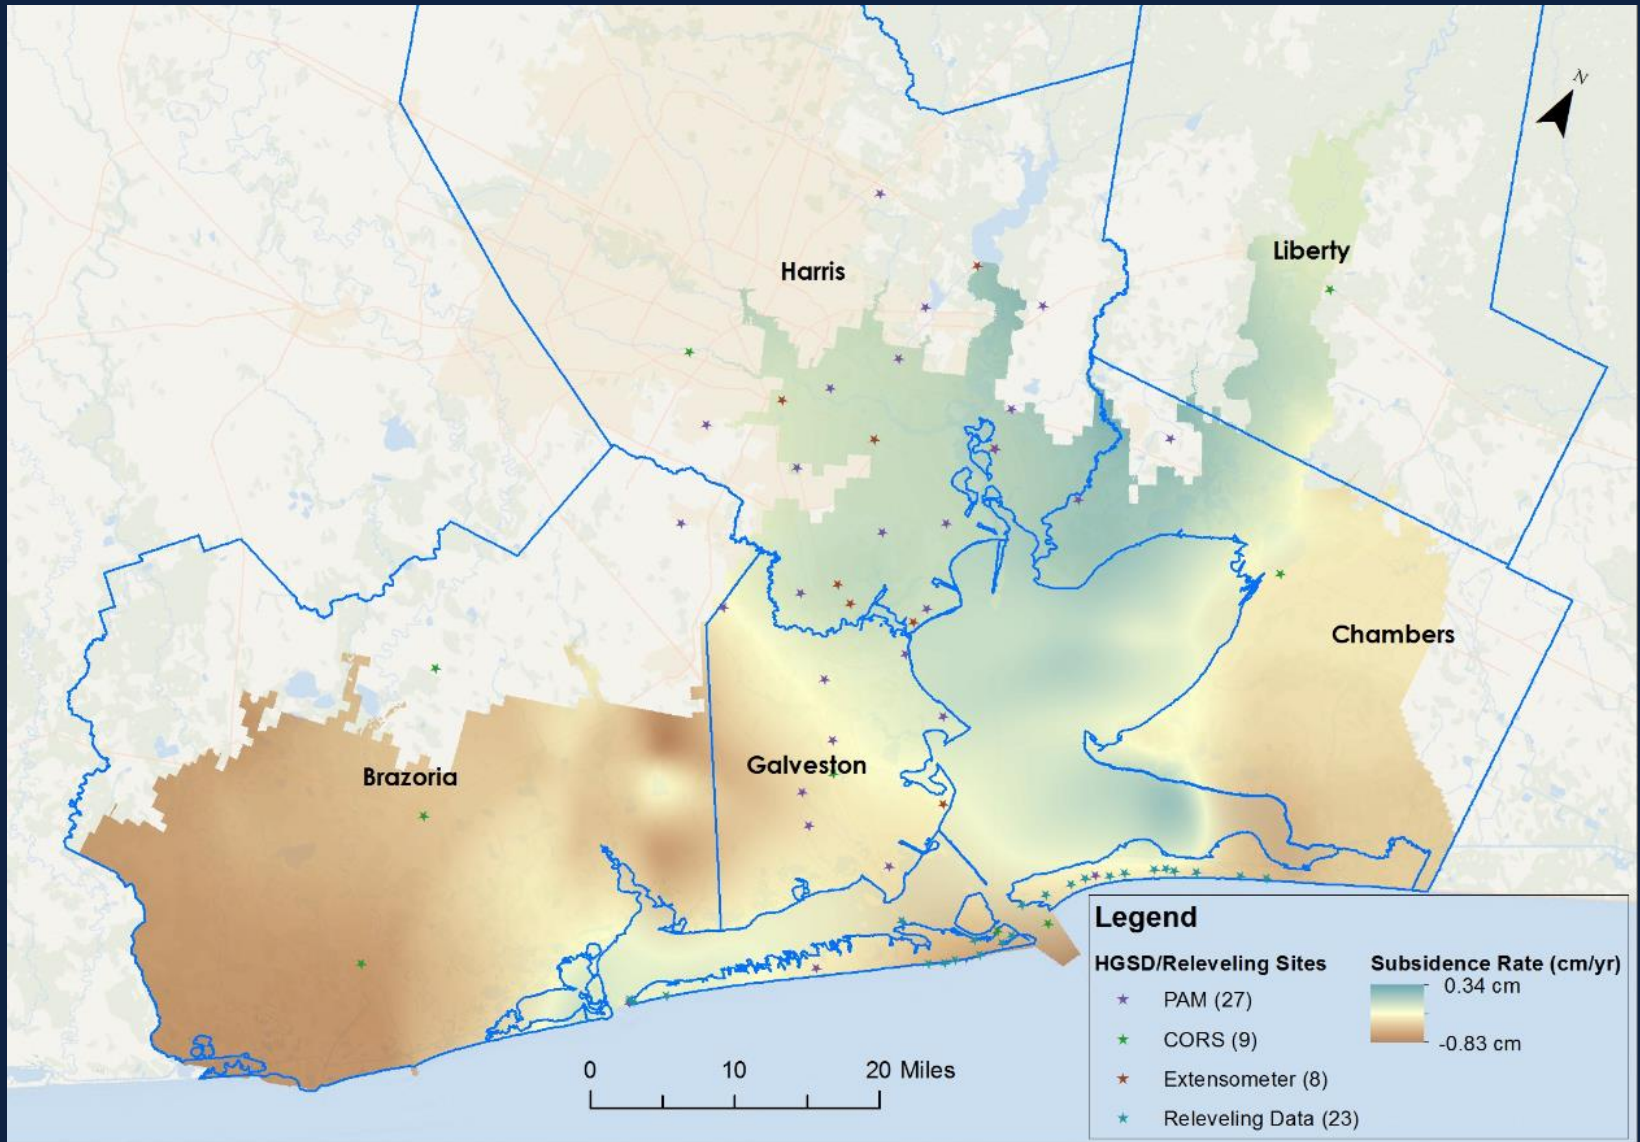 N
Harris
Liberty
Chambers
Galveston
Brazoria
0 10 20 Miles
Legend
HGSD/Releveling Sites
PAM (27)
CORS (9)
Extensometer (8)
Releveling Data (23)
Subsidence Rate (cm/yr)
0.34 cm
-0.83 cm